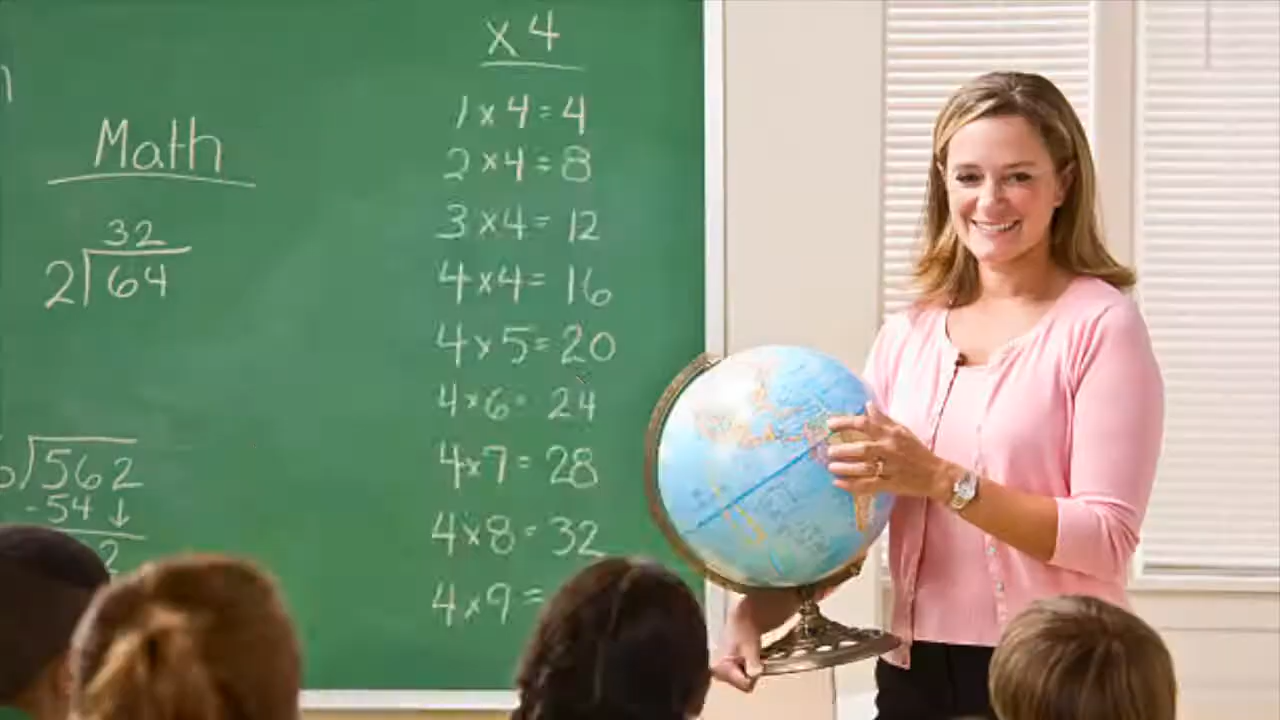 Math
32
2)64
)562
-54↓
2
x 4
1x4=4
2x4=8
3x4=12
4x4=16
4x5=20
4x6=24
4x7=28
4x8=32
4x9=